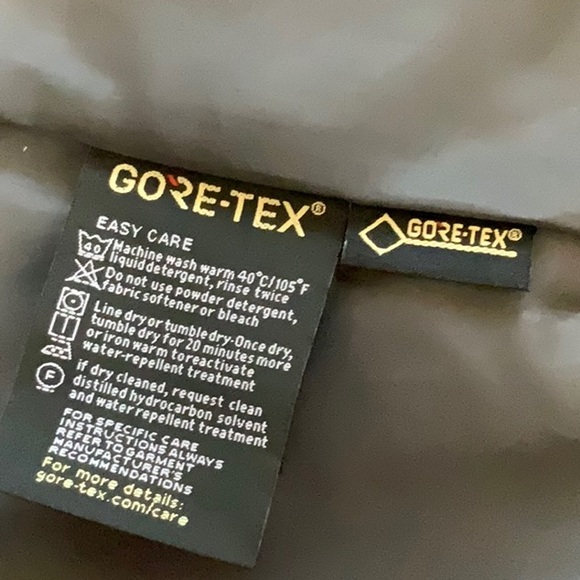 GORE-TEX®
EASY CARE
40
Machine wash warm 40°C/105°F
liquid detergent, rinse twice
Do not use powder detergent,
fabric softener or bleach
Line dry or tumble dry·Once dry,
tumble dry for 20 minutes more
or iron warm to reactivate
water-repellent treatment
F
if dry cleaned, request clean
distilled hydrocarbon solvent
and water repellent treatment
FOR SPECIFIC CARE
INSTRUCTIONS ALWAYS
REFER TO GARMENT
MANUFACTURER'S
RECOMMENDATIONS
For more details:
gore-tex.com/care
GORE-TEX®